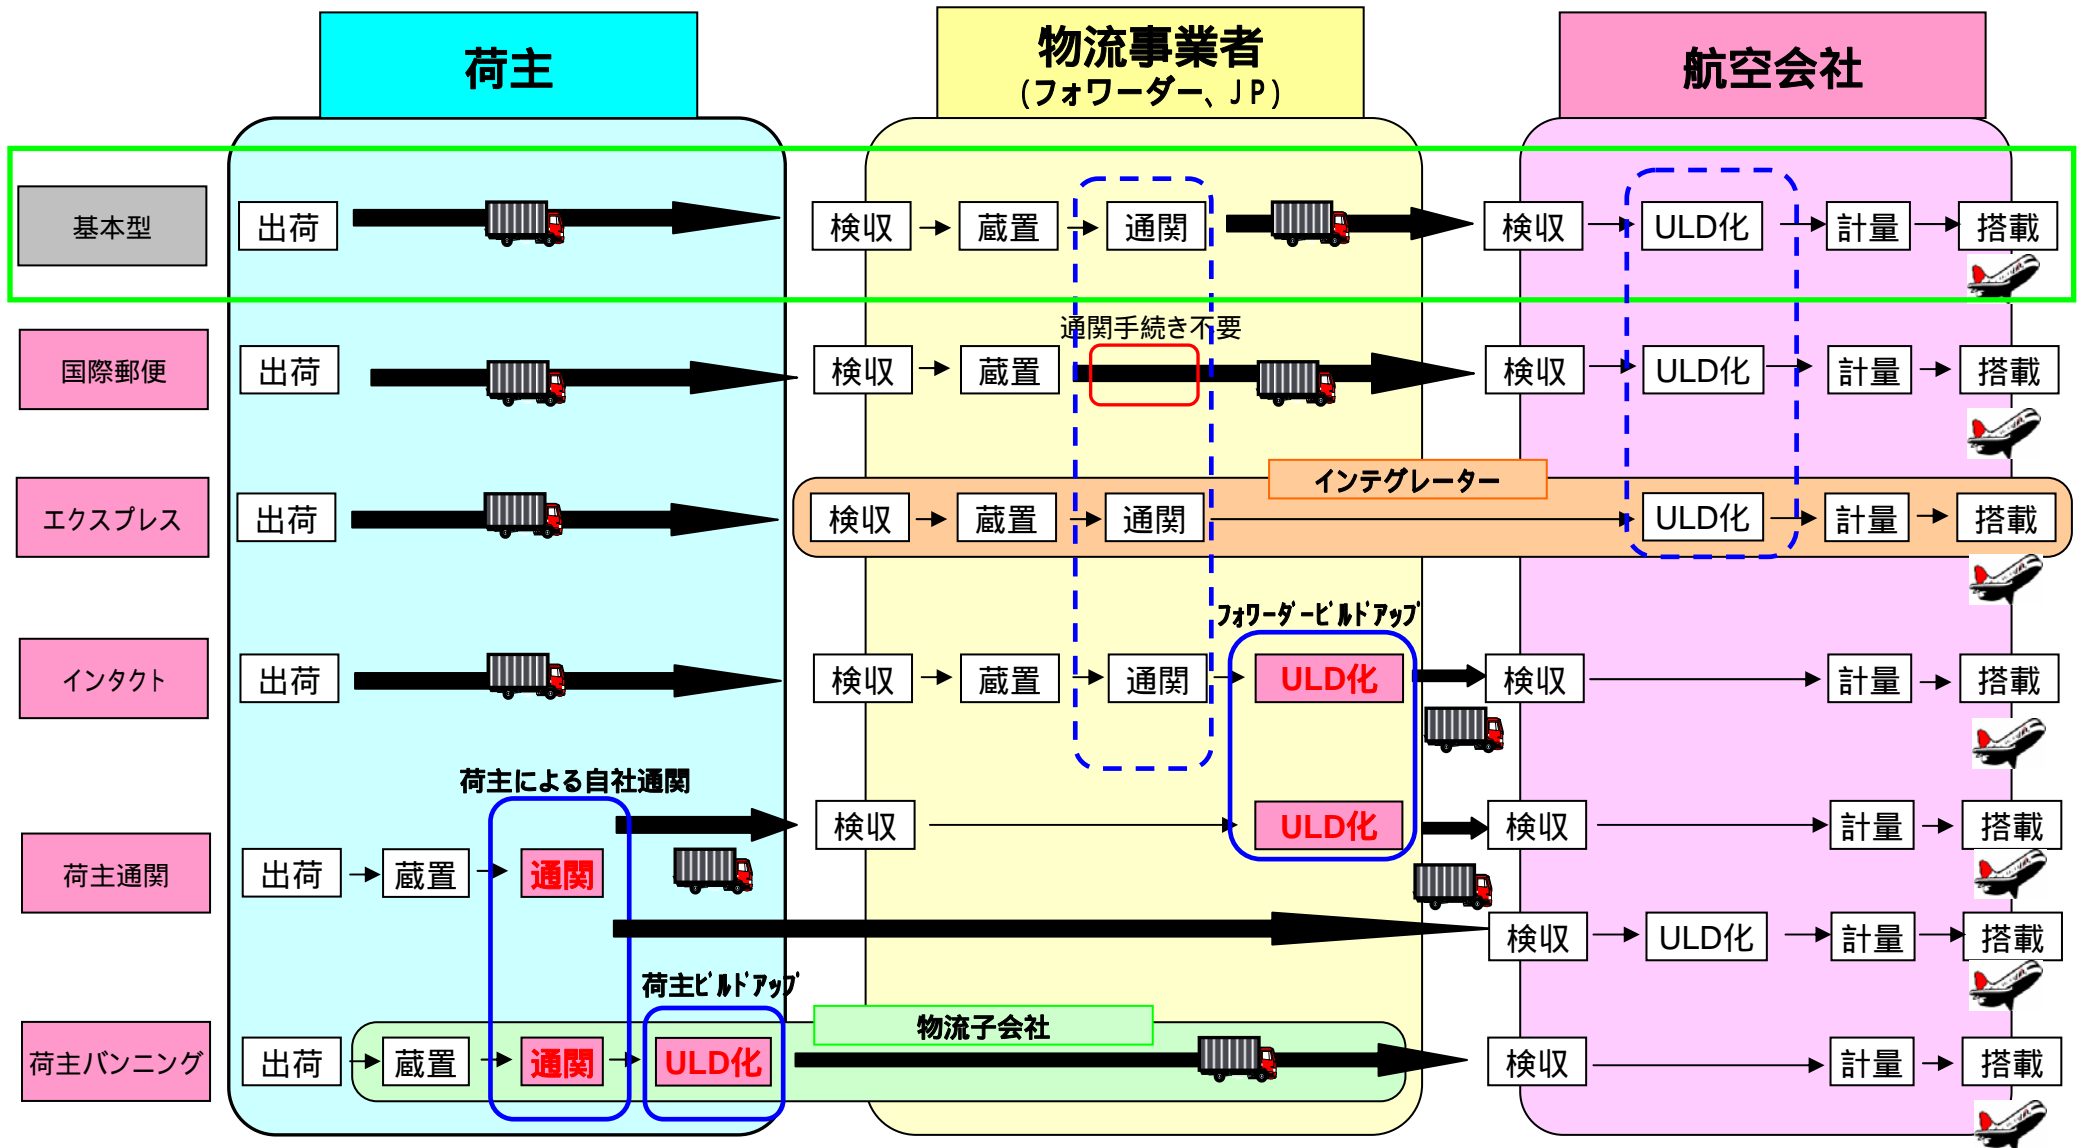 荷主
物流事業者
(フォワーダー、JP)
航空会社
基本型
出荷
検収
蔵置
通関
検収
ULD化
計量
搭載
通関手続き不要
国際郵便
出荷
検収
蔵置
検収
ULD化
計量
搭載
インテグレーター
エクスプレス
出荷
検収
蔵置
通関
ULD化
計量
搭載
フォワーダービルドアップ
インタクト
出荷
検収
蔵置
通関
ULD化
検収
計量
搭載
荷主による自社通関
検収
ULD化
検収
計量
搭載
荷主通関
出荷
蔵置
通関
検収
ULD化
計量
搭載
荷主ビルドアップ
物流子会社
荷主バンニング
出荷
蔵置
通関
ULD化
検収
計量
搭載